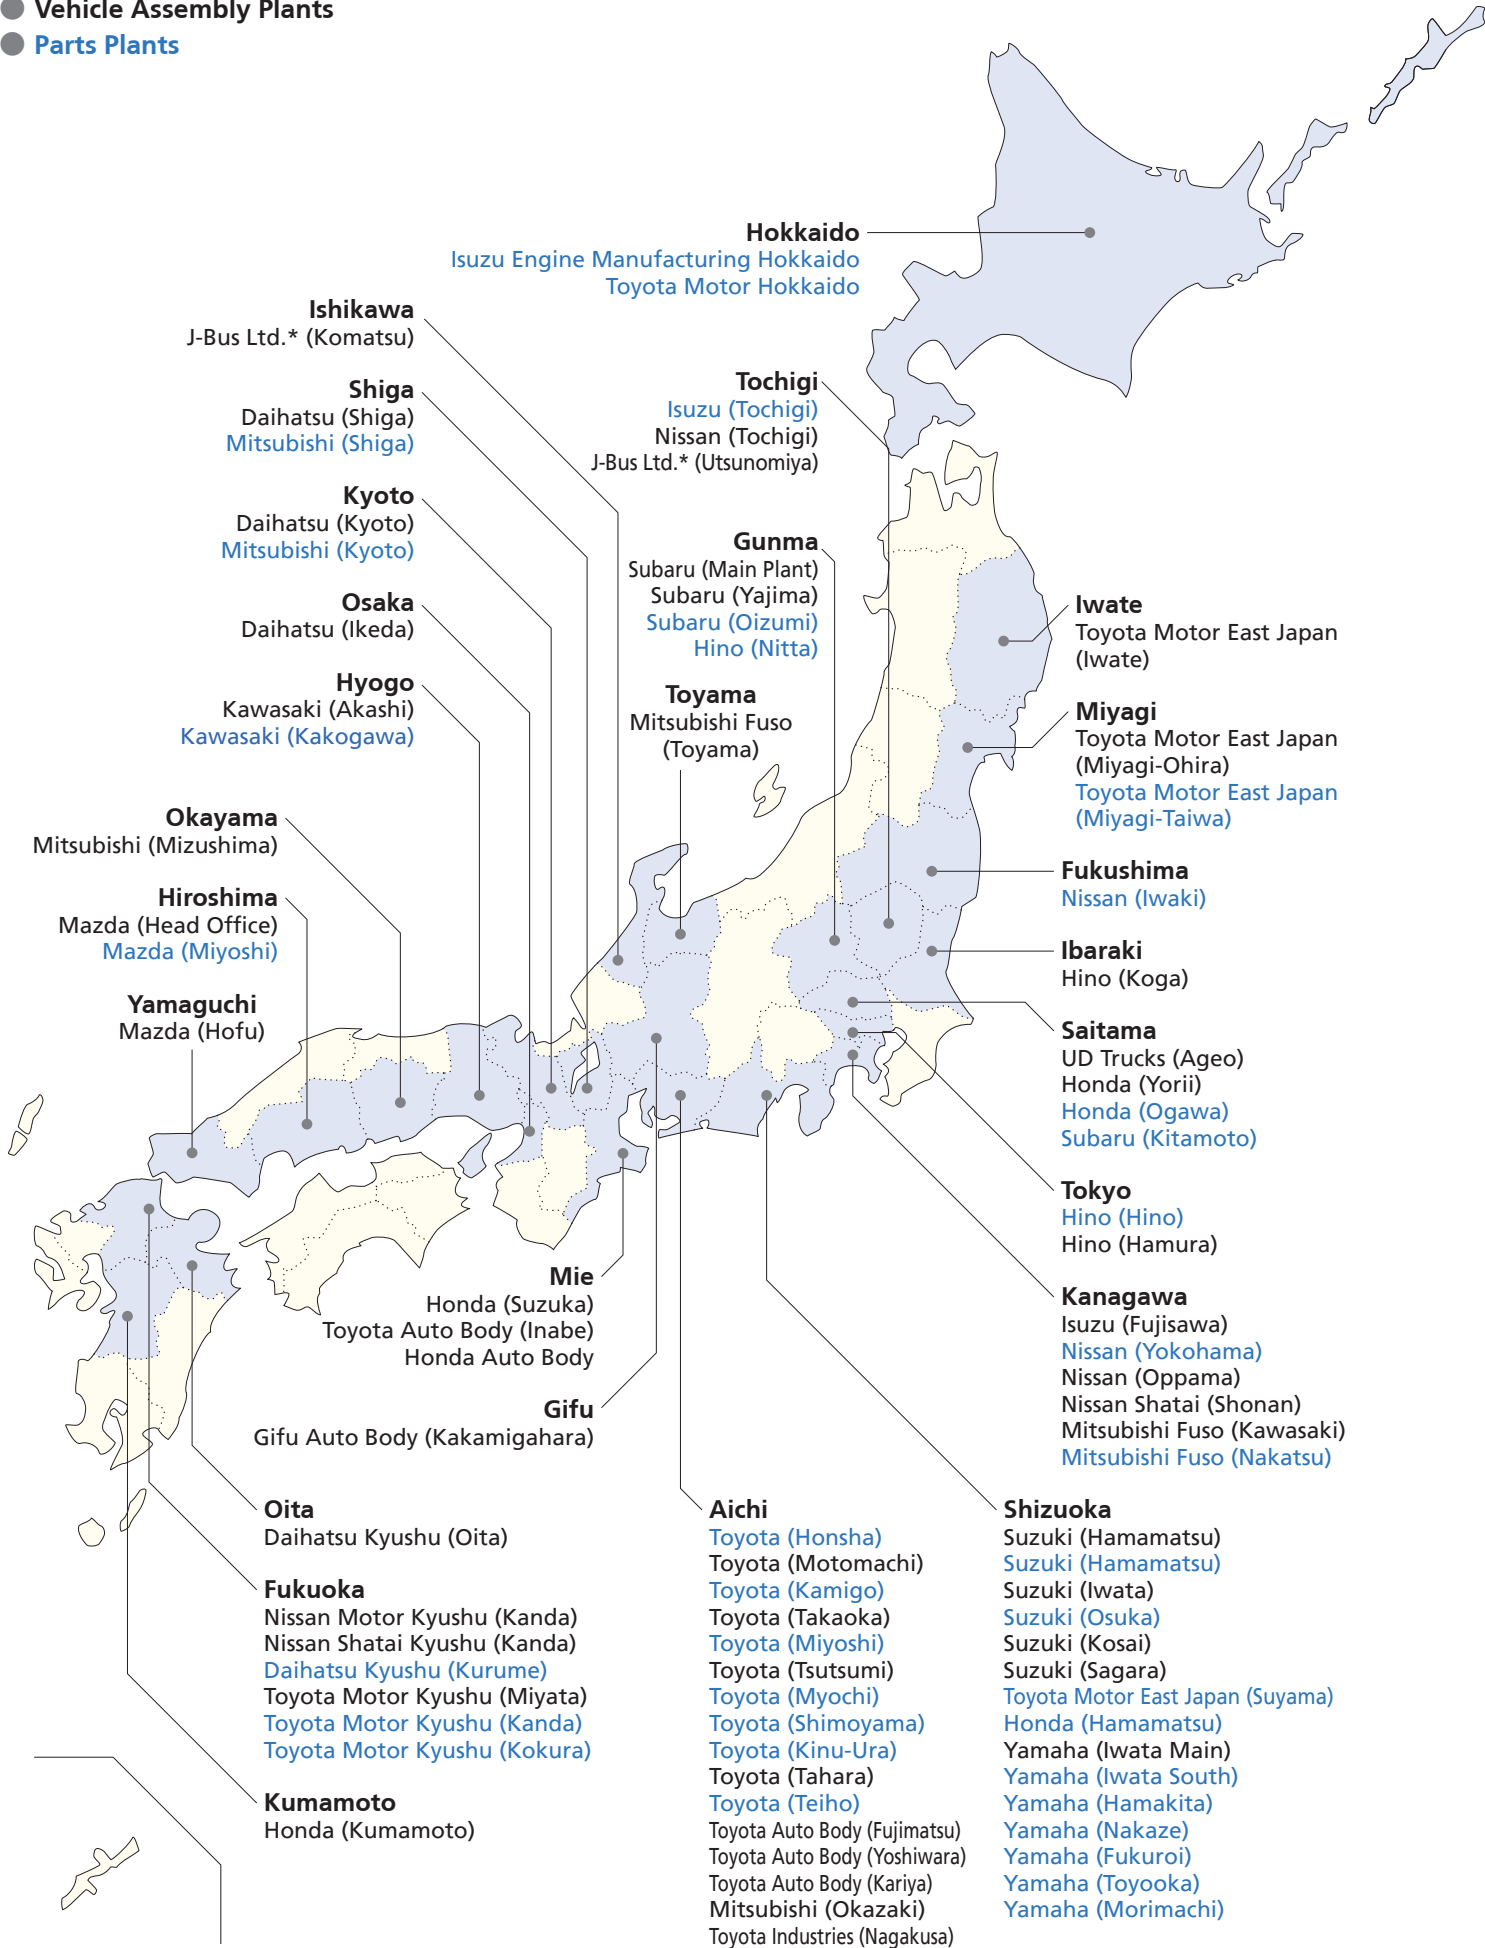 Vehicle Assembly Plants
Parts Plants
Hokkaido
Isuzu Engine Manufacturing Hokkaido
Toyota Motor Hokkaido
Ishikawa
J-Bus Ltd.* (Komatsu)
Shiga
Daihatsu (Shiga)
Mitsubishi (Shiga)
Kyoto
Daihatsu (Kyoto)
Mitsubishi (Kyoto)
Osaka
Daihatsu (Ikeda)
Hyogo
Kawasaki (Akashi)
Kawasaki (Kakogawa)
Okayama
Mitsubishi (Mizushima)
Hiroshima
Mazda (Head Office)
Mazda (Miyoshi)
Yamaguchi
Mazda (Hofu)
Tochigi
Isuzu (Tochigi)
Nissan (Tochigi)
J-Bus Ltd.* (Utsunomiya)
Gunma
Subaru (Main Plant)
Subaru (Yajima)
Subaru (Oizumi)
Hino (Nitta)
Toyama
Mitsubishi Fuso
(Toyama)
Iwate
Toyota Motor East Japan
(Iwate)
Miyagi
Toyota Motor East Japan
(Miyagi-Ohira)
Toyota Motor East Japan
(Miyagi-Taiwa)
Fukushima
Nissan (Iwaki)
Ibaraki
Hino (Koga)
Saitama
UD Trucks (Ageo)
Honda (Yorii)
Honda (Ogawa)
Subaru (Kitamoto)
Tokyo
Hino (Hino)
Hino (Hamura)
Kanagawa
Isuzu (Fujisawa)
Nissan (Yokohama)
Nissan (Oppama)
Nissan Shatai (Shonan)
Mitsubishi Fuso (Kawasaki)
Mitsubishi Fuso (Nakatsu)
Mie
Honda (Suzuka)
Toyota Auto Body (Inabe)
Honda Auto Body
Gifu
Gifu Auto Body (Kakamigahara)
Oita
Daihatsu Kyushu (Oita)
Fukuoka
Nissan Motor Kyushu (Kanda)
Nissan Shatai Kyushu (Kanda)
Daihatsu Kyushu (Kurume)
Toyota Motor Kyushu (Miyata)
Toyota Motor Kyushu (Kanda)
Toyota Motor Kyushu (Kokura)
Kumamoto
Honda (Kumamoto)
Aichi
Toyota (Honsha)
Toyota (Motomachi)
Toyota (Kamigo)
Toyota (Takaoka)
Toyota (Miyoshi)
Toyota (Tsutsumi)
Toyota (Myochi)
Toyota (Shimoyama)
Toyota (Kinu-Ura)
Toyota (Tahara)
Toyota (Teiho)
Toyota Auto Body (Fujimatsu)
Toyota Auto Body (Yoshiwara)
Toyota Auto Body (Kariya)
Mitsubishi (Okazaki)
Toyota Industries (Nagakusa)
Shizuoka
Suzuki (Hamamatsu)
Suzuki (Hamamatsu)
Suzuki (Iwata)
Suzuki (Osuka)
Suzuki (Kosai)
Suzuki (Sagara)
Toyota Motor East Japan (Suyama)
Honda (Hamamatsu)
Yamaha (Iwata Main)
Yamaha (Iwata South)
Yamaha (Hamakita)
Yamaha (Nakaze)
Yamaha (Fukuroi)
Yamaha (Toyooka)
Yamaha (Morimachi)